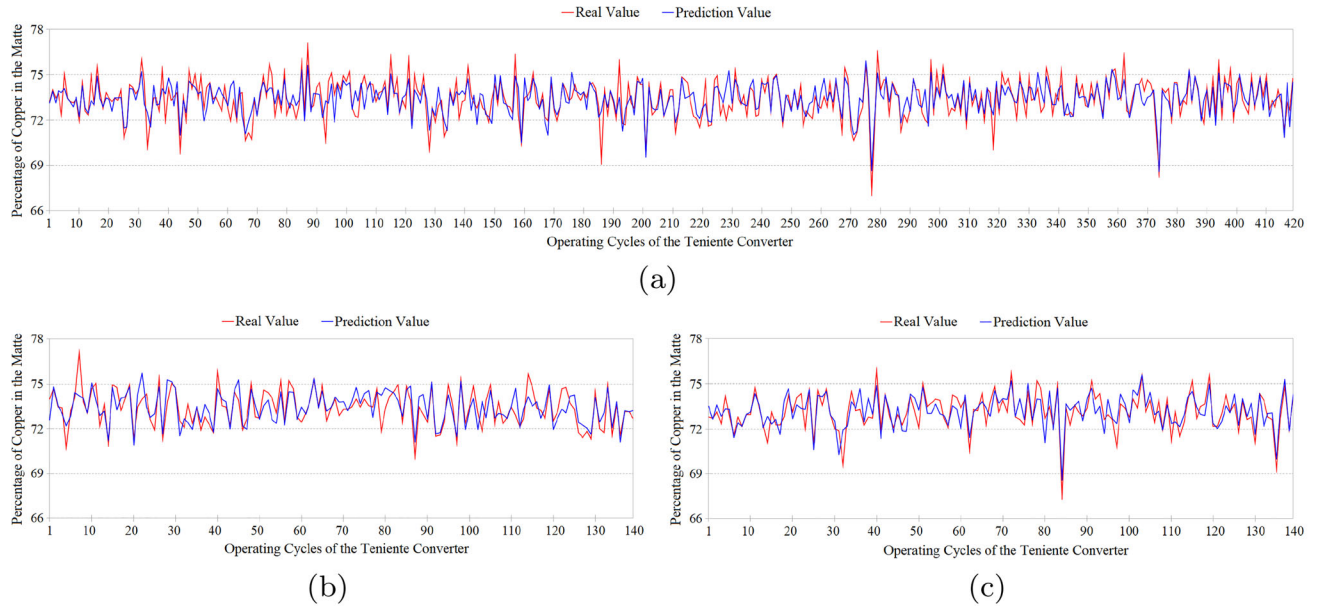 Real Value Prediction Value
Percentage of Copper in the Matte
78
75
72
69
66
1 10 20 30 40 50 60 70 80 90 100 110 120 130 140 150 160 170 180 190 200 210 220 230 240 250 260 270 280 290 300 310 320 330 340 350 360 370 380 390 400 410 420
Operating Cycles of the Teniente Converter
(a)
Real Value Prediction Value
Percentage of Copper in the Matte
78
75
72
69
66
1 10 20 30 40 50 60 70 80 90 100 110 120 130 140
Operating Cycles of the Teniente Converter
(b)
Real Value Prediction Value
Percentage of Copper in the Matte
78
75
72
69
66
1 10 20 30 40 50 60 70 80 90 100 110 120 130 140
Operating Cycles of the Teniente Converter
(c)